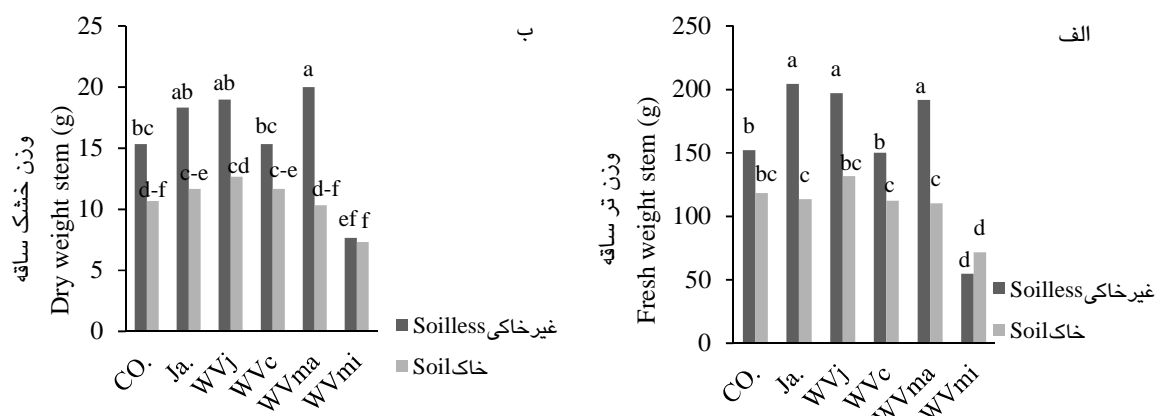 ب
25
20
15
10
5
0
وزن خشک ساقه
Dry weight stem (g)
bc
d-f
ab
c-e
ab
cd
bc
c-e
a
d-f
ef
f
CO.
Ja.
WVj
WVc
WVma
WVmi
غیرخاکی Soilless
خاک Soil
الف
250
200
150
100
50
0
وزن تر ساقه
Fresh weight stem (g)
b
bc
a
c
a
bc
b
c
a
c
d
d
CO.
Ja.
WVj
WVc
WVma
WVmi
غیرخاکی Soilless
خاک Soil